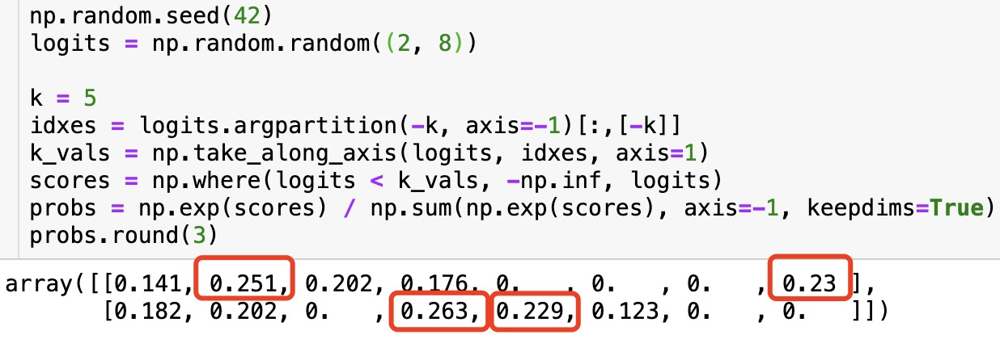 np.random.seed(42)
logits = np.random.random((2, 8))
k = 5
idxes = logits.argpartition(-k, axis=-1)[:,[-k]]
k_vals = np.take_along_axis(logits, idxes, axis=1)
scores = np.where(logits < k_vals, -np.inf, logits)
probs = np.exp(scores) / np.sum(np.exp(scores), axis=-1, keepdims=True)
probs.round(3)
array([[0.141, 0.251, 0.202, 0.176, 0.   , 0.   , 0.   , 0.23 ],
       [0.182, 0.202, 0.   , 0.263, 0.229, 0.123, 0.   , 0.   ]])